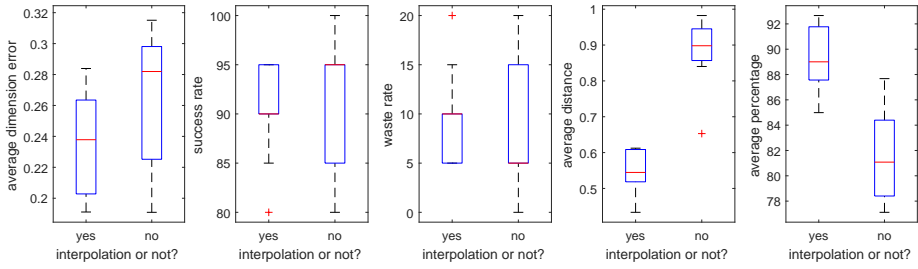 average dimension error
0.32
0.3
0.28
0.26
0.24
0.22
0.2
yes
no
interpolation or not?
success rate
100
95
90
85
80
yes
no
interpolation or not?
waste rate
20
15
10
5
0
yes
no
interpolation or not?
average distance
1
0.9
0.8
0.7
0.6
0.5
yes
no
interpolation or not?
average percentage
92
90
88
86
84
82
80
78
yes
no
interpolation or not?